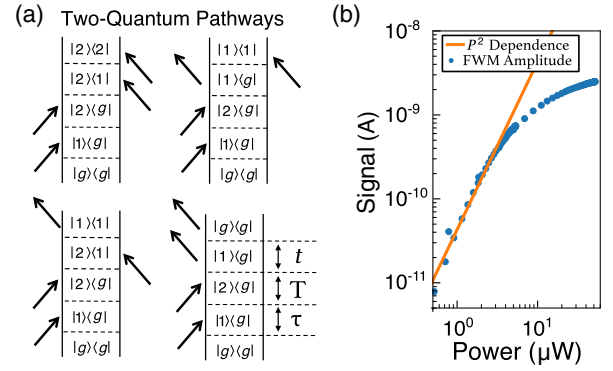 (a) Two-Quantum Pathways
|2⟩⟨2|
|2⟩⟨1|
|2⟩⟨g|
|1⟩⟨g|
|g⟩⟨g|
|1⟩⟨1|
|1⟩⟨g|
|2⟩⟨g|
|1⟩⟨g|
|g⟩⟨g|
|1⟩⟨1|
|2⟩⟨1|
|2⟩⟨g|
|1⟩⟨g|
|g⟩⟨g|
|g⟩⟨g|
|1⟩⟨g| t
|2⟩⟨g| T
|1⟩⟨g| τ
|g⟩⟨g|
(b)
P² Dependence
FWM Amplitude
Signal (A)
10⁻⁸
10⁻⁹
10⁻¹⁰
10⁻¹¹
10⁰ 10¹
Power (μW)